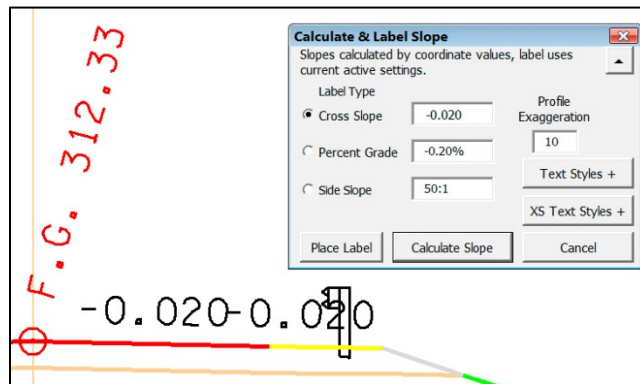 F.G. 312.33
Calculate & Label Slope
Slopes calculated by coordinate values, label uses
current active settings.
Label Type
Cross Slope
-0.020
Percent Grade
-0.20%
Side Slope
50:1
Profile
Exaggeration
10
Text Styles +
XS Text Styles +
Place Label
Calculate Slope
Cancel
-0.020-0.020